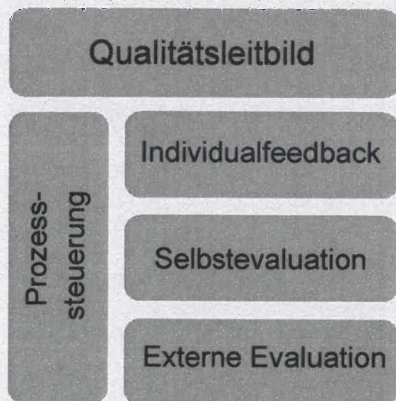 Qualitätsleitbild
Prozess-
steuerung
Individualfeedback
Selbstevaluation
Externe Evaluation